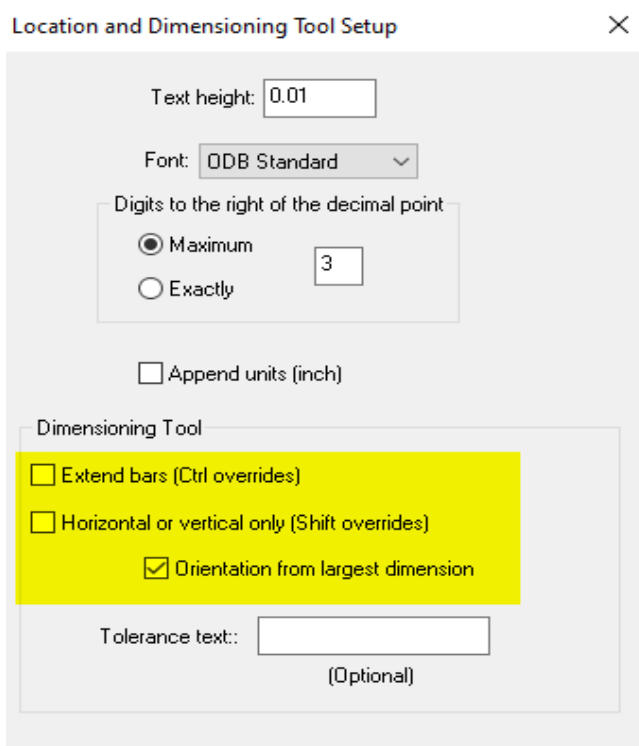 Location and Dimensioning Tool Setup
Text height: 0.01
Font: ODB Standard
Digits to the right of the decimal point
Maximum
3
Exactly
Append units (inch)
Dimensioning Tool
Extend bars (Ctrl overrides)
Horizontal or vertical only (Shift overrides)
Orientation from largest dimension
Tolerance text::
(Optional)